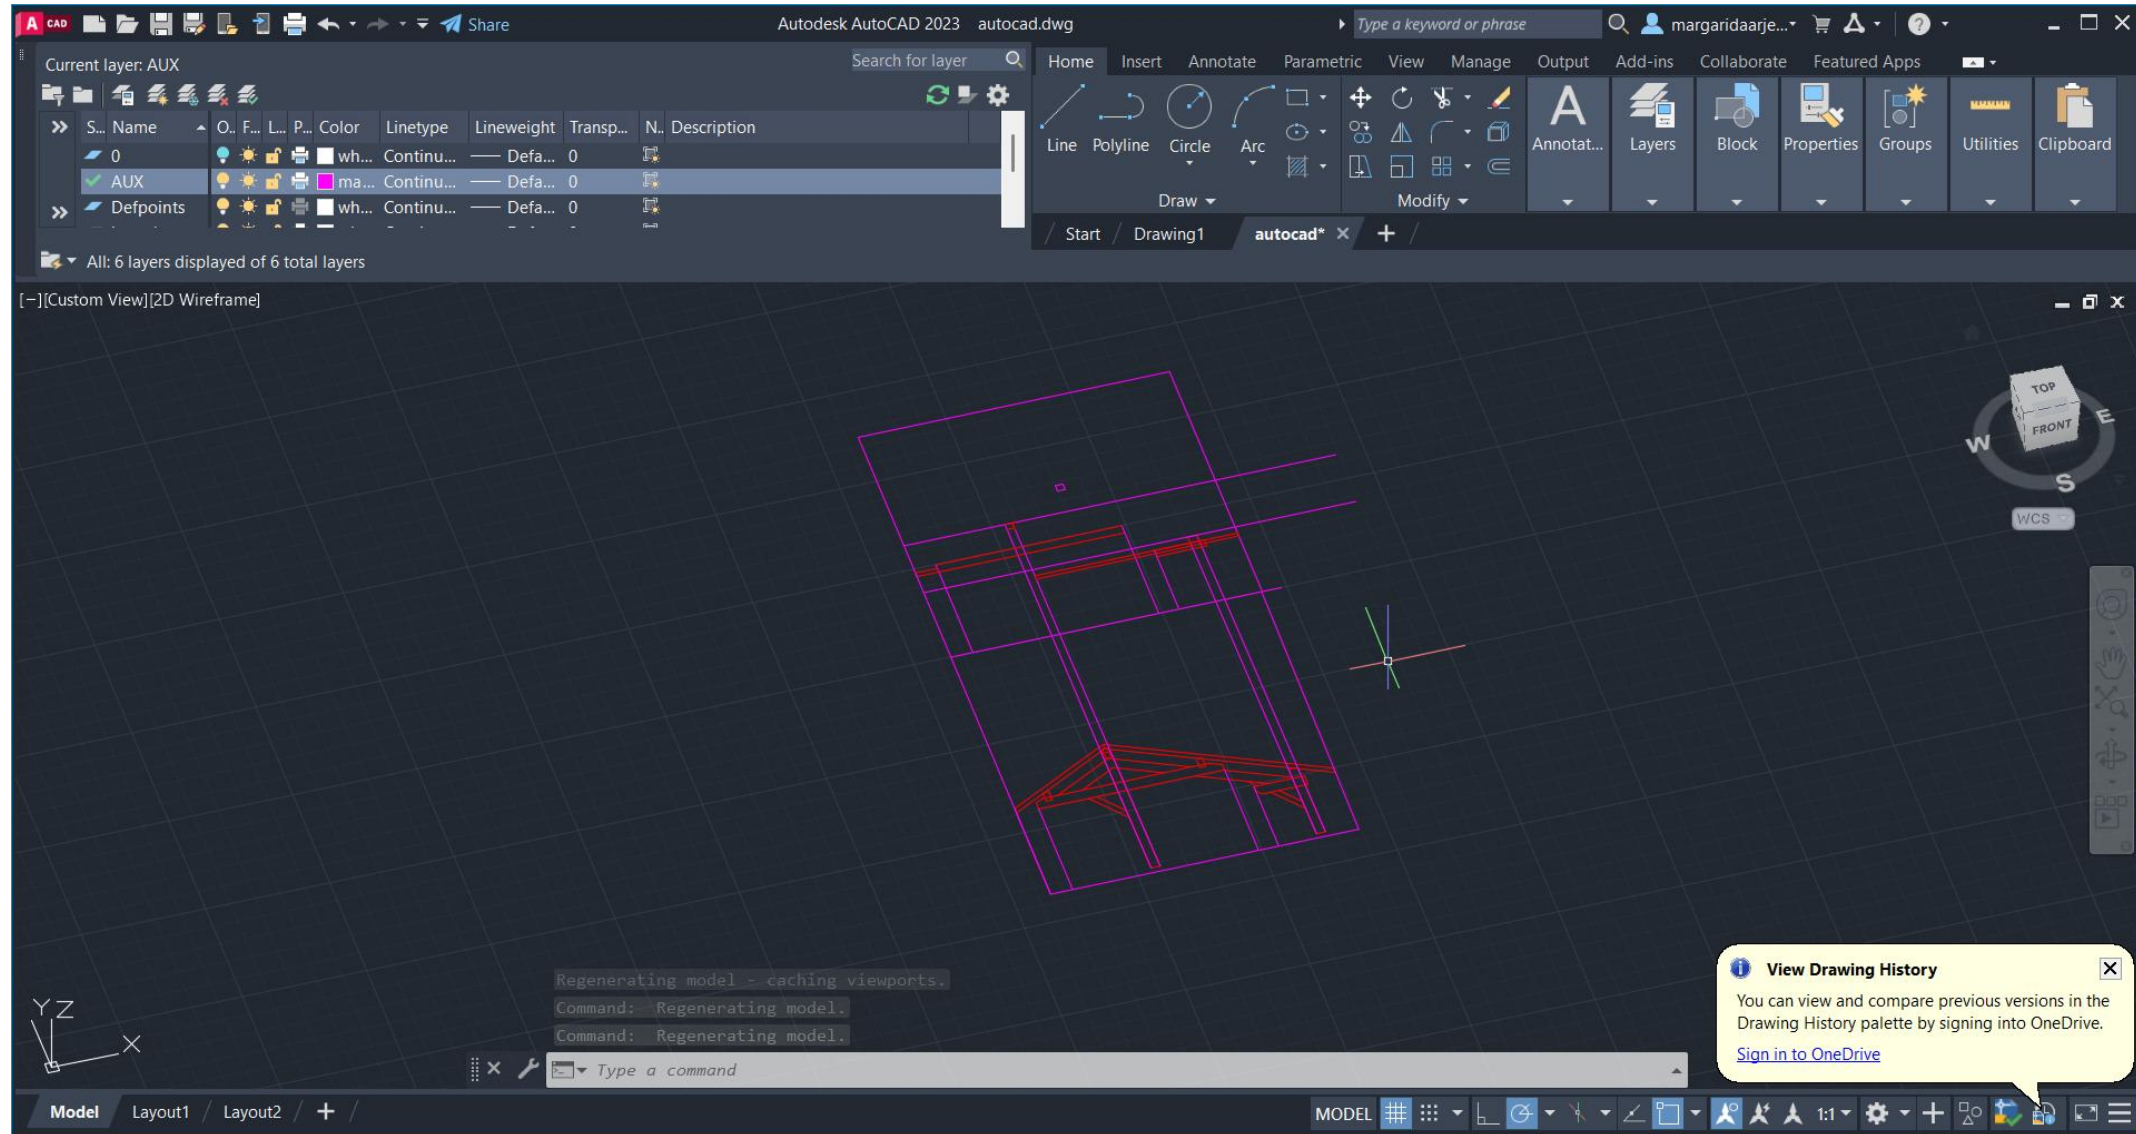 A CAD Share Autodesk AutoCAD 2023 autocad.dwg Type a keyword or phrase margaridaarje...
Current layer: AUX
Search for layer
S... Name O.. F... L... P... Color Linetype Lineweight Transp... N.. Description
0 wh... Continu... Defa... 0
AUX ma... Continu... Defa... 0
Defpoints wh... Continu... Defa... 0
All: 6 layers displayed of 6 total layers
Home Insert Annotate Parametric View Manage Output Add-ins Collaborate Featured Apps
Line Polyline Circle Arc
Draw
Modify
Annotat... Layers Block Properties Groups Utilities Clipboard
Start Drawing1 autocad* +
[−][Custom View][2D Wireframe]
TOP
FRONT
W E
S
WCS
Regenerating model - caching viewports.
Command: Regenerating model.
Command: Regenerating model.
Type a command
Y Z
X
View Drawing History
You can view and compare previous versions in the
Drawing History palette by signing into OneDrive.
Sign in to OneDrive
Model Layout1 Layout2 +
MODEL 1:1